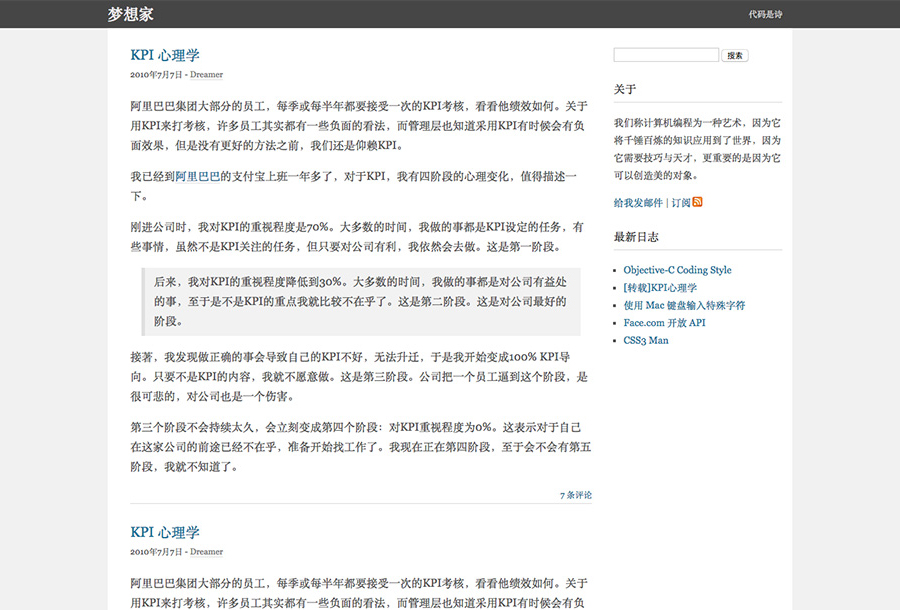 梦想家
代码是诗
KPI 心理学
2010年7月7日 - Dreamer
阿里巴巴集团大部分的员工，每季或每半年都要接受一次的KPI考核，看看他绩效如何。关于
用KPI来打考核，许多员工其实都有一些负面的看法，而管理层也知道采用KPI有时候会有负
面效果，但是没有更好的方法之前，我们还是仰赖KPI。
我已经到阿里巴巴的支付宝上班一年多了，对于KPI，我有四阶段的心理变化，值得描述一
下。
刚进公司时，我对KPI的重视程度是70%。大多数的时间，我做的事都是KPI设定的任务，有
些事情，虽然不是KPI关注的任务，但只要对公司有利，我依然会去做。这是第一阶段。
后来，我对KPI的重视程度降低到30%。大多数的时间，我做的事都是对公司有益处
的事，至于是不是KPI的重点我就比较不在乎了。这是第二阶段。这是对公司最好的
阶段。
接著，我发现做正确的事会导致自己的KPI不好，无法升迁，于是我开始变成100% KPI导
向。只要不是KPI的内容，我就不愿意做。这是第三阶段。公司把一个员工逼到这个阶段，是
很可悲的，对公司也是一个伤害。
第三个阶段不会持续太久，会立刻变成第四个阶段：对KPI重视程度为0%。这表示对于自己
在这家公司的前途已经不在乎，准备开始找工作了。我现在正在第四阶段，至于会不会有第五
阶段，我就不知道了。
7 条评论
KPI 心理学
2010年7月7日 - Dreamer
阿里巴巴集团大部分的员工，每季或每半年都要接受一次的KPI考核，看看他绩效如何。关于
用KPI来打考核，许多员工其实都有一些负面的看法，而管理层也知道采用KPI有时候会有负
搜索
关于
我们称计算机编程为一种艺术，因为它
将千锤百炼的知识应用到了世界，因为
它需要技巧与天才，更重要的是因为它
可以创造美的对象。
给我发邮件 | 订阅
最新日志
Objective-C Coding Style
[转载]KPI心理学
使用 Mac 键盘输入特殊字符
Face.com 开放 API
CSS3 Man